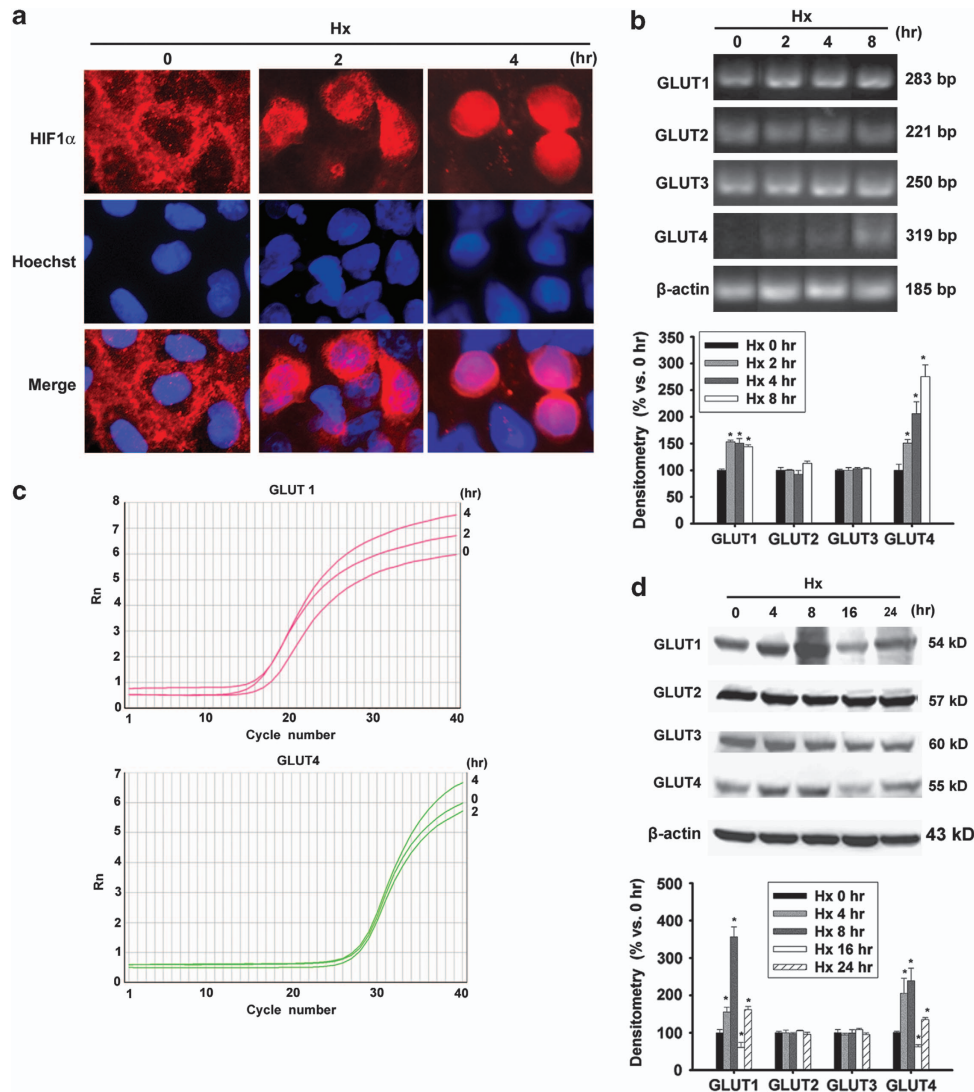 a
Hx
0 2 4 (hr)
HIF1α
Hoechst
Merge
b
Hx
0 2 4 8 (hr)
GLUT1 283 bp
GLUT2 221 bp
GLUT3 250 bp
GLUT4 319 bp
β-actin 185 bp
Densitometry (% vs. 0 hr)
350
300
250
200
150
100
50
0
Hx 0 hr
Hx 2 hr
Hx 4 hr
Hx 8 hr
* * *
* * *
GLUT1 GLUT2 GLUT3 GLUT4
c
GLUT 1
(hr)
Rn
8
7
6
5
4
3
2
1
0
4
2
0
1 10 20 30 40
Cycle number
GLUT4
(hr)
Rn
7
6
5
4
3
2
1
0
4
0
2
1 10 20 30 40
Cycle number
d
Hx
0 4 8 16 24 (hr)
GLUT1 54 kD
GLUT2 57 kD
GLUT3 60 kD
GLUT4 55 kD
β-actin 43 kD
Densitometry (% vs. 0 hr)
500
400
300
200
100
0
Hx 0 hr
Hx 4 hr
Hx 8 hr
Hx 16 hr
Hx 24 hr
* * * *
* * * *
GLUT1 GLUT2 GLUT3 GLUT4